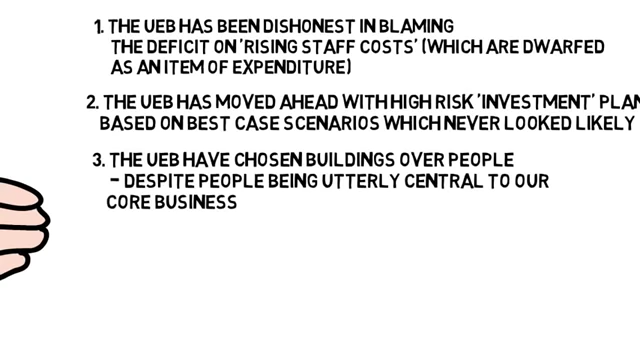 1. THE UEB HAS BEEN DISHONEST IN BLAMING
THE DEFICIT ON 'RISING STAFF COSTS' (WHICH ARE DWARFED
AS AN ITEM OF EXPENDITURE)
2. THE UEB HAS MOVED AHEAD WITH HIGH RISK 'INVESTMENT' PLAN
BASED ON BEST CASE SCENARIOS WHICH NEVER LOOKED LIKELY
3. THE UEB HAVE CHOSEN BUILDINGS OVER PEOPLE
- DESPITE PEOPLE BEING UTTERLY CENTRAL TO OUR
CORE BUSINESS